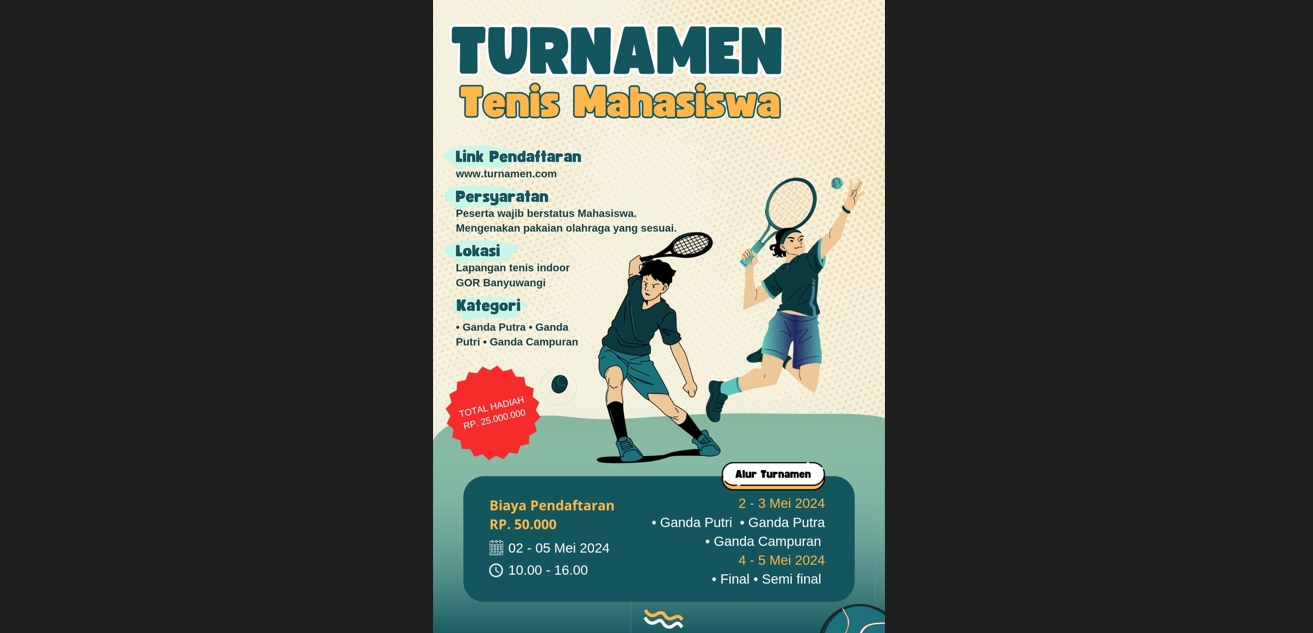 TURNAMEN
Tenis Mahasiswa
Link Pendaftaran
www.turnamen.com
Persyaratan
Peserta wajib berstatus Mahasiswa.
Mengenakan pakaian olahraga yang sesuai.
Lokasi
Lapangan tenis indoor
GOR Banyuwangi
Kategori
• Ganda Putra • Ganda
Putri • Ganda Campuran
TOTAL HADIAH
RP. 25.000.000
Biaya Pendaftaran
RP. 50.000
02 - 05 Mei 2024
10.00 - 16.00
Alur Turnamen
2 - 3 Mei 2024
• Ganda Putri • Ganda Putra
• Ganda Campuran
4 - 5 Mei 2024
• Final • Semi final